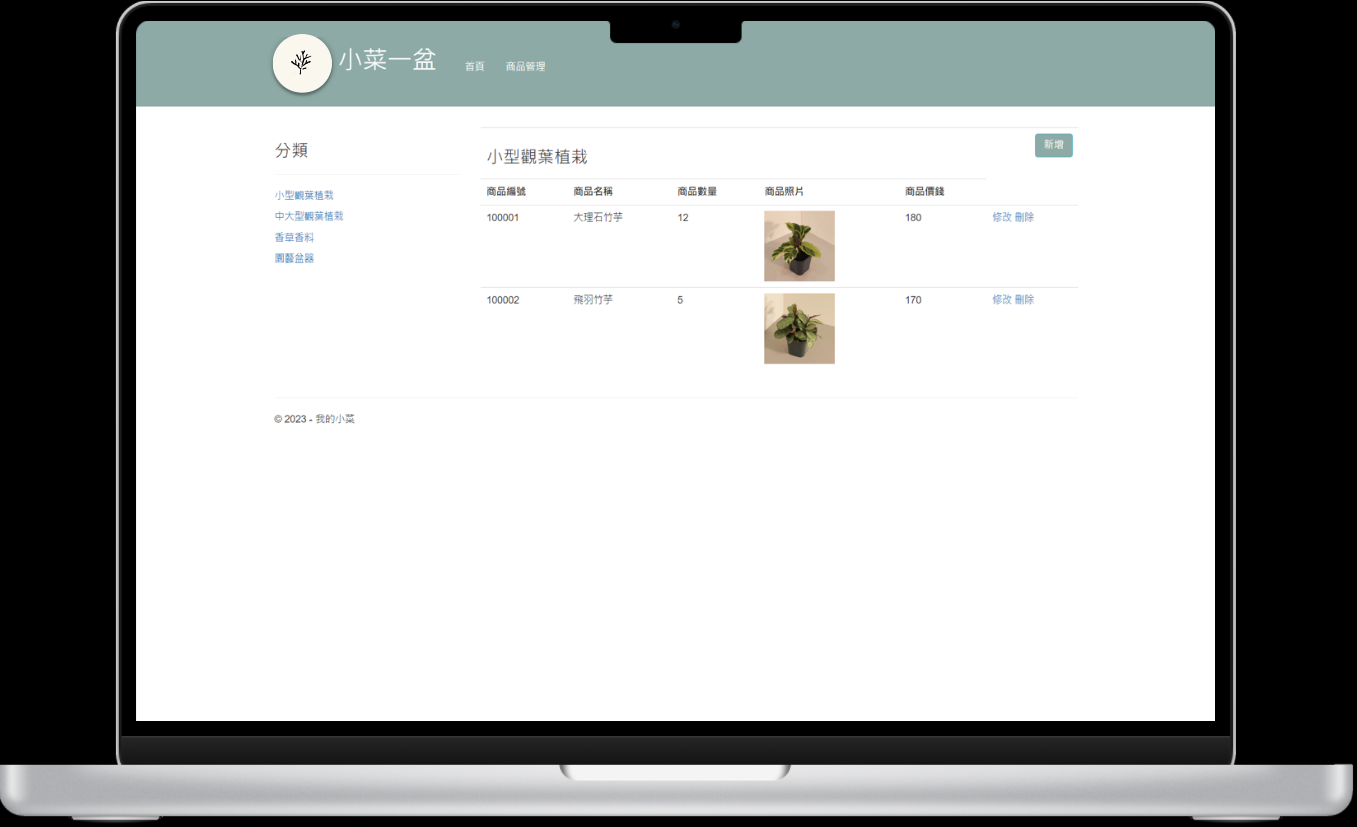 小菜一盆
首頁 商品管理
分類
小型觀葉植栽
中大型觀葉植栽
香草香料
園藝盆器
新增
小型觀葉植栽
商品編號 商品名稱 商品數量 商品照片 商品價錢
100001 大理石竹芋 12 180 修改 刪除
100002 飛羽竹芋 5 170 修改 刪除
© 2023 - 我的小菜